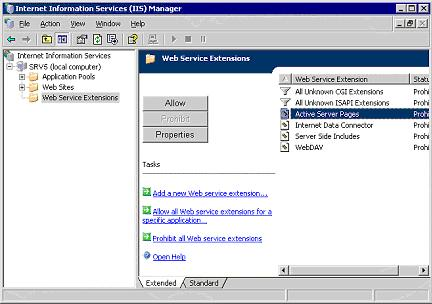 Internet Information Services (IIS) Manager
File Action View Window Help
Internet Information Services
SRV5 (local computer)
Application Pools
Web Sites
Web Service Extensions
Web Service Extensions
Allow
Prohibit
Properties
Tasks
Add a new Web service extension...
Allow all Web service extensions for a
specific application...
Prohibit all Web service extensions
Open Help
Web Service Extension Statu
All Unknown CGI Extensions Prohi
All Unknown ISAPI Extensions Prohi
Active Server Pages Prohi
Internet Data Connector Prohi
Server Side Includes Prohi
WebDAV Prohi
Extended Standard